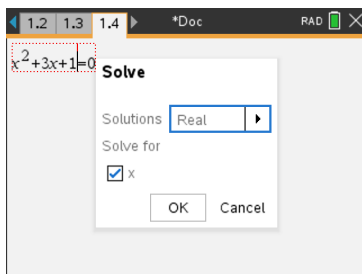 1.2 1.3 1.4 *Doc RAD
x²+3x+1=0
Solve
Solutions Real
Solve for
x
OK Cancel